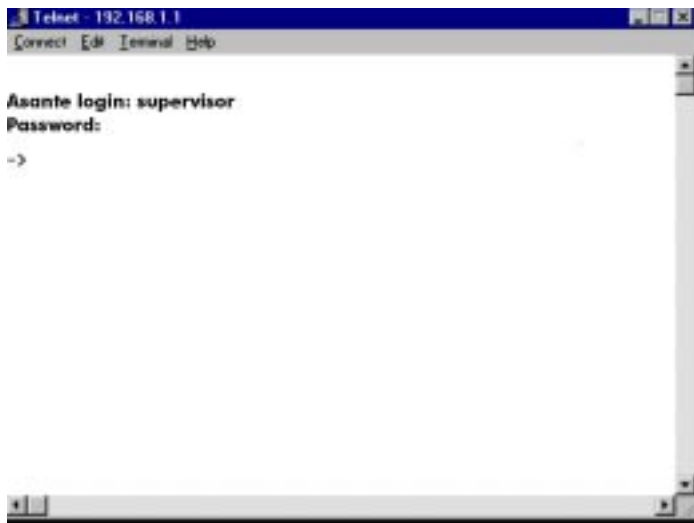 Telnet - 192.168.1.1
Connect Edit Terminal Help
Asante login: supervisor
Password:
->